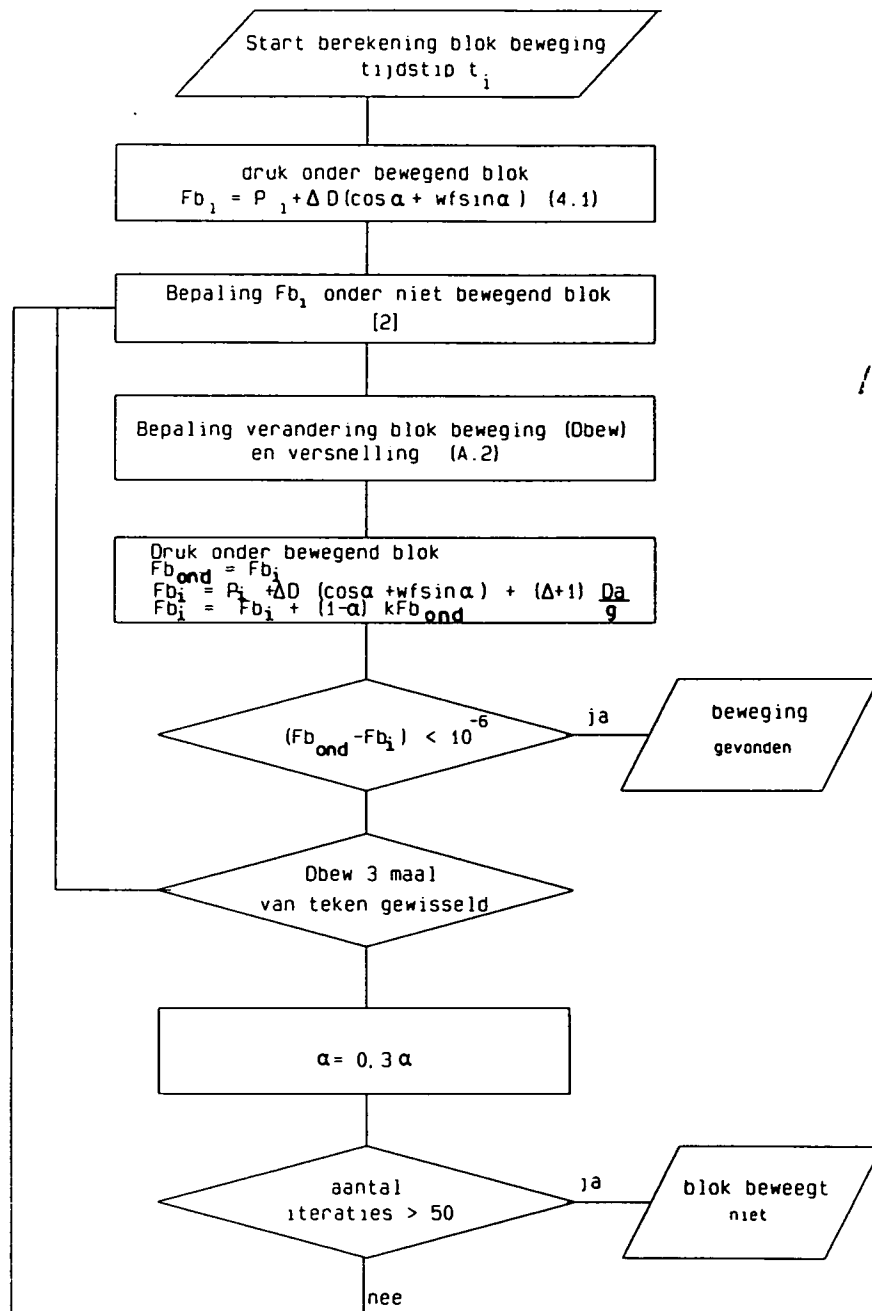 Start berekening blok beweging
tijdstip t_i
druk onder bewegend blok
Fb_i = P_i + Δ D (cos α + wfsin α) (4.1)
Bepaling Fb_i onder niet bewegend blok
[2]
Bepaling verandering blok beweging (Dbew)
en versnelling (A.2)
Druk onder bewegend blok
Fb_ond = Fb_i
Fb_i = P_i +ΔD (cosα +wfsinα) + (Δ+1) Da/g
Fb_i = Fb_i + (1-α) kFb_ond
(Fb_ond -Fb_i) < 10^-6
ja
beweging
gevonden
Dbew 3 maal
van teken gewisseld
α= 0.3 α
aantal
iteraties > 50
ja
blok beweegt
niet
nee